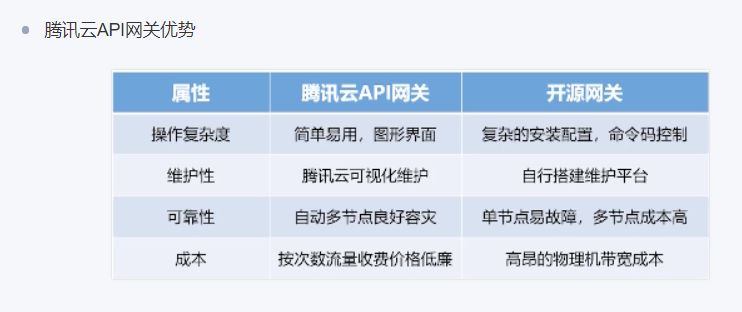 腾讯云API网关优势
属性 腾讯云API网关 开源网关
操作复杂度 简单易用，图形界面 复杂的安装配置，命令码控制
维护性 腾讯云可视化维护 自行搭建维护平台
可靠性 自动多节点良好容灾 单节点易故障，多节点成本高
成本 按次数流量收费价格低廉 高昂的物理机带宽成本